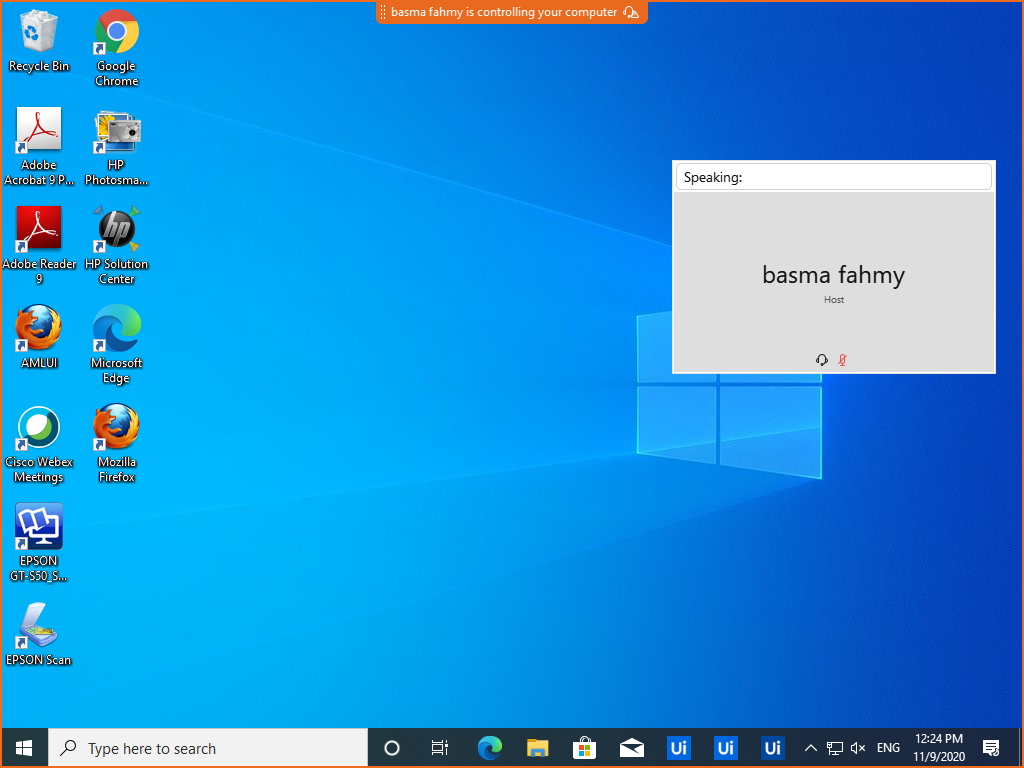 basma fahmy is controlling your computer
Recycle Bin
Google
Chrome
Adobe
Acrobat 9 P...
HP
Photosma...
Adobe Reader
9
hp
HP Solution
Center
AMLUI
Microsoft
Edge
Cisco Webex
Meetings
Mozilla
Firefox
EPSON
GT-S50_S...
EPSON Scan
Speaking:
basma fahmy
Host
Type here to search
Ui
Ui
Ui
ENG
12:24 PM
11/9/2020